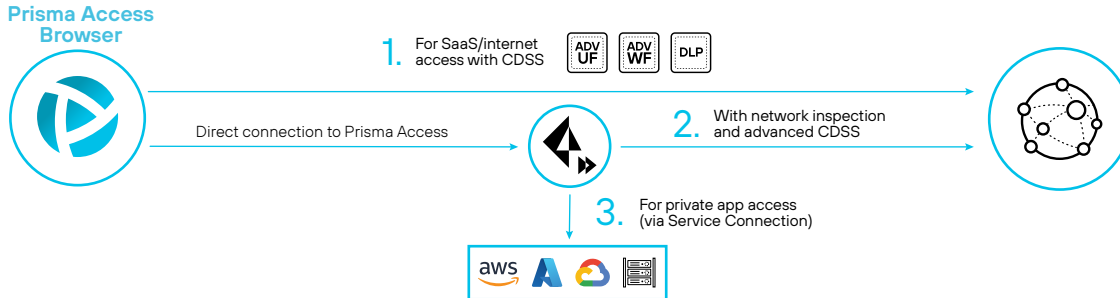 Prisma Access
Browser
1. For SaaS/internet
access with CDSS
ADV
UF
ADV
WF
DLP
Direct connection to Prisma Access
2. With network inspection
and advanced CDSS
3. For private app access
(via Service Connection)
aws